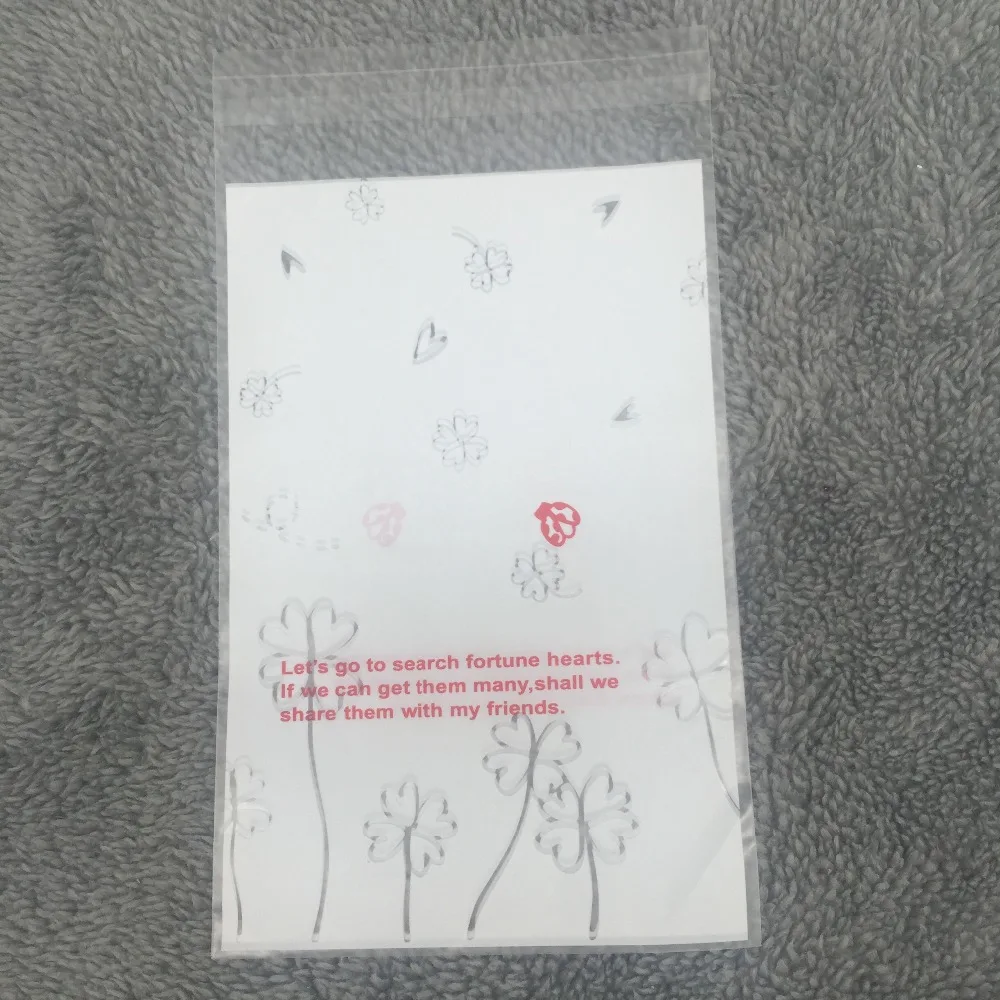 Let's go to search fortune hearts.
If we can get them many,shall we
share them with my friends.